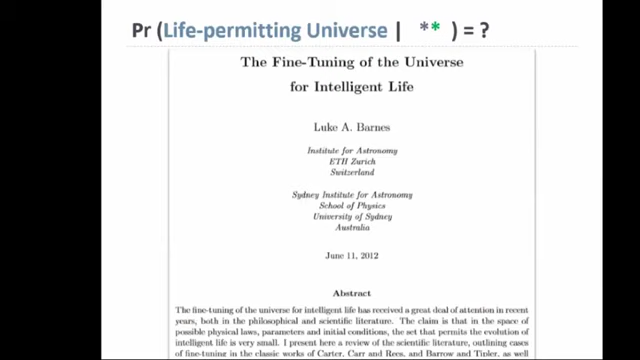 Pr (Life-permitting Universe | ** ) = ?
The Fine-Tuning of the Universe
for Intelligent Life
Luke A. Barnes
Institute for Astronomy
ETH Zurich
Switzerland
Sydney Institute for Astronomy
School of Physics
University of Sydney
Australia
June 11, 2012
Abstract
The fine-tuning of the universe for intelligent life has received a great deal of attention in recent
years, both in the philosophical and scientific literature. The claim is that in the space of
possible physical laws, parameters and initial conditions, the set that permits the evolution of
intelligent life is very small. I present here a review of the scientific literature, outlining cases
of fine-tuning in the classic works of Carter, Carr and Rees, and Barrow and Tipler, as well